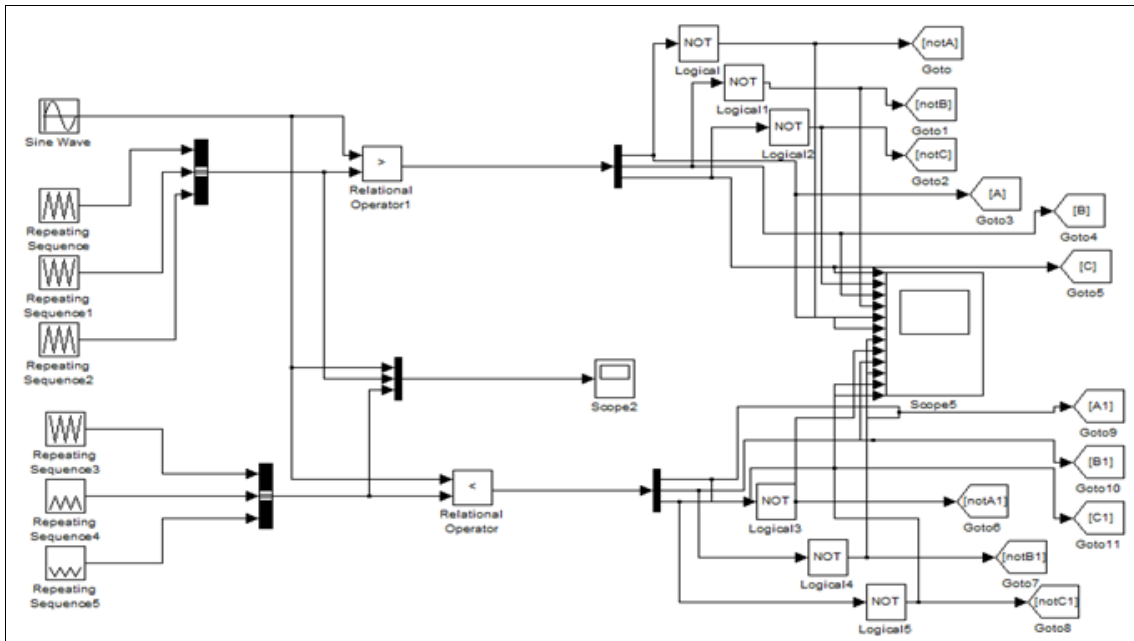 NOT
Logical
[notA]
Goto
NOT
Logical1
[notB]
Goto1
NOT
Logical2
[notC]
Goto2
Sine Wave
>
Relational
Operator1
[A]
Goto3
[B]
Goto4
[C]
Goto5
Repeating
Sequence
Repeating
Sequence1
Repeating
Sequence2
Scope2
Scope5
[A1]
Goto9
Repeating
Sequence3
[B1]
Goto10
<
Relational
Operator
NOT
Logical3
[notA1]
Goto6
[C1]
Goto11
Repeating
Sequence4
NOT
Logical4
[notB1]
Goto7
Repeating
Sequence5
NOT
Logical5
[notC1]
Goto8